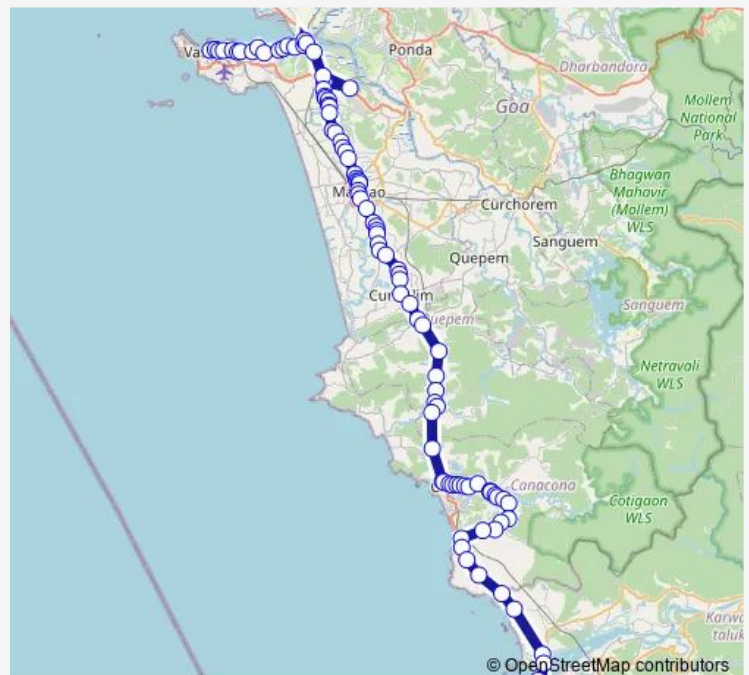 Ponda
Dharbandora
Goa
Mollem
National
Park
Bhagwan
Mahavir
(Mollem)
WLS
Curchorem
Sanguem
Quepem
Sanguem
Netravali
WLS
Canacona
Cotigaon
WLS
© OpenStreetMap contributors